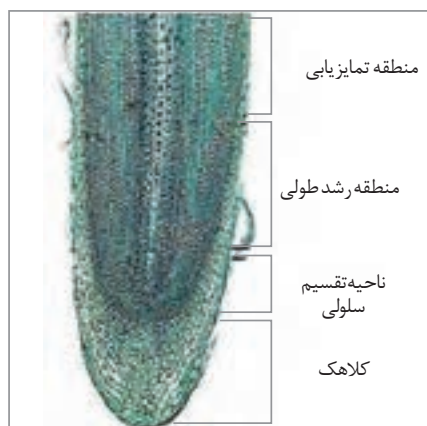 منطقه تمایزیابی
منطقه رشد طولی
ناحیه تقسیم
سلولی
کلاهک